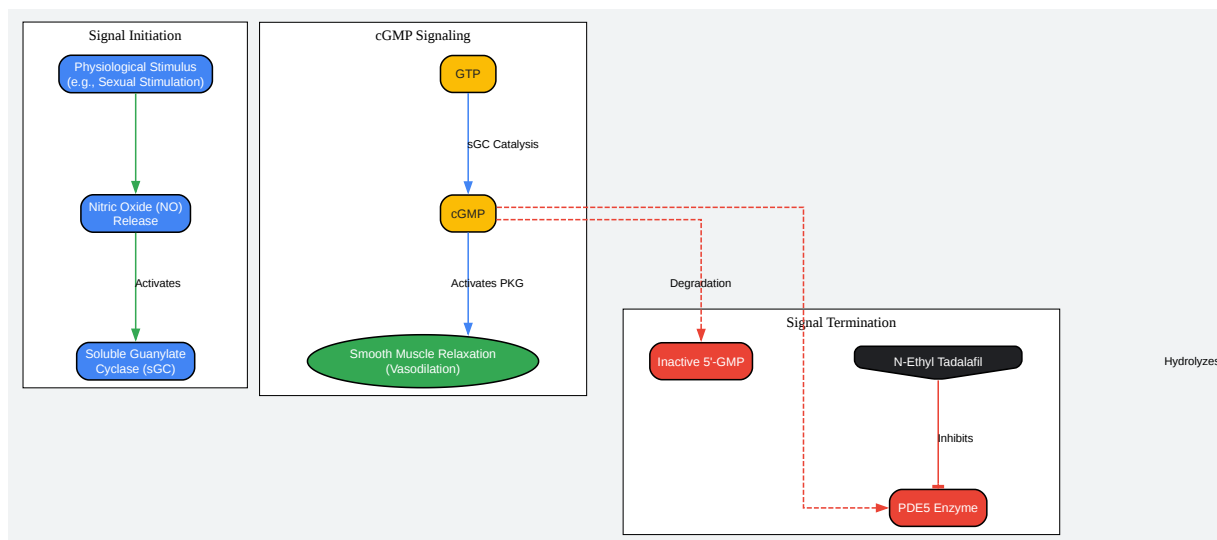 Signal Initiation
Physiological Stimulus
(e.g., Sexual Stimulation)
Nitric Oxide (NO)
Release
Activates
Soluble Guanylate
Cyclase (sGC)
cGMP Signaling
GTP
sGC Catalysis
cGMP
Activates PKG
Smooth Muscle Relaxation
(Vasodilation)
Degradation
Signal Termination
Inactive 5'-GMP
N-Ethyl Tadalafil
Inhibits
PDE5 Enzyme
Hydrolyzes